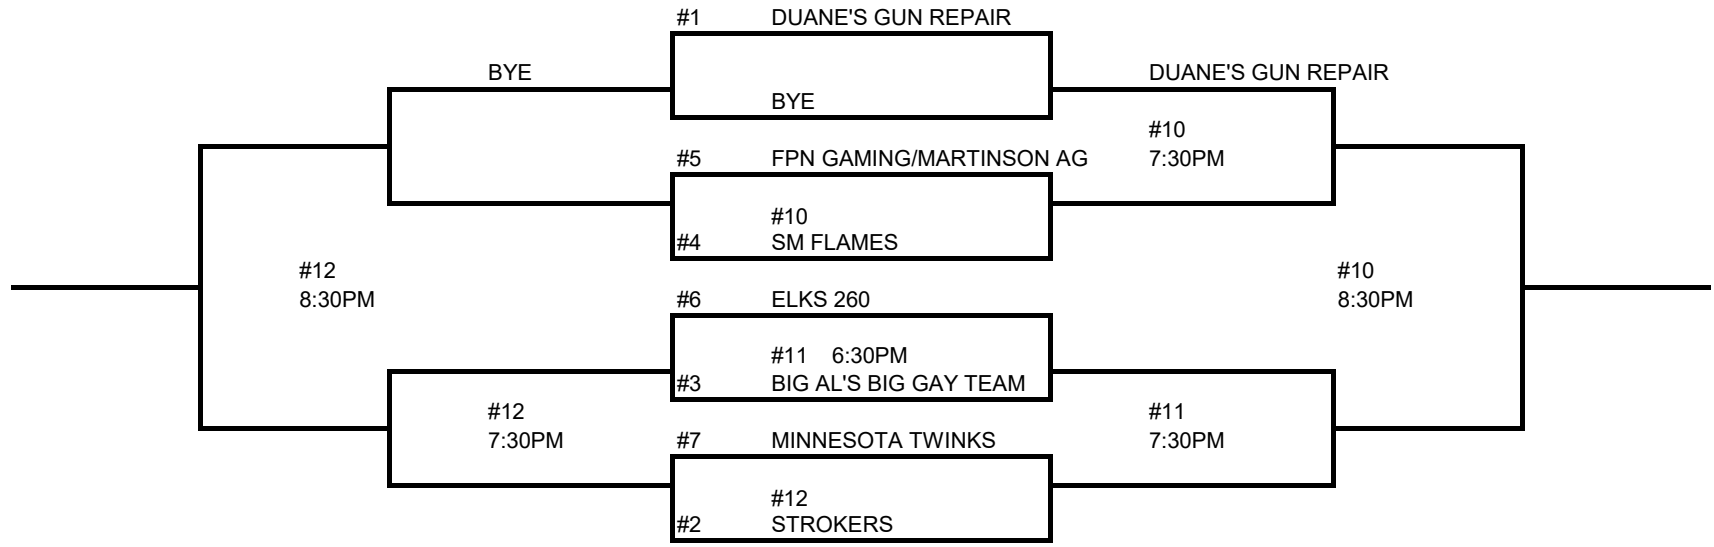 #1 DUANE'S GUN REPAIR
BYE DUANE'S GUN REPAIR
BYE
#10
#5 FPN GAMING/MARTINSON AG 7:30PM
#10
#4 SM FLAMES
#12 #10
8:30PM #6 ELKS 260 8:30PM
#11 6:30PM
#3 BIG AL'S BIG GAY TEAM
#12 #11
7:30PM #7 MINNESOTA TWINKS 7:30PM
#12
#2 STROKERS